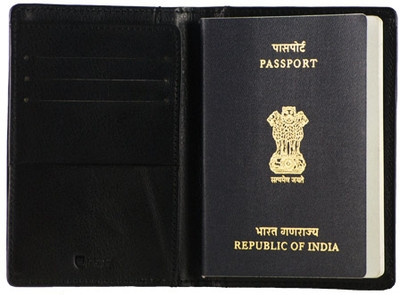 पासपोर्ट
PASSPORT
सत्यमेव जयते
भारत गणराज्य
REPUBLIC OF INDIA